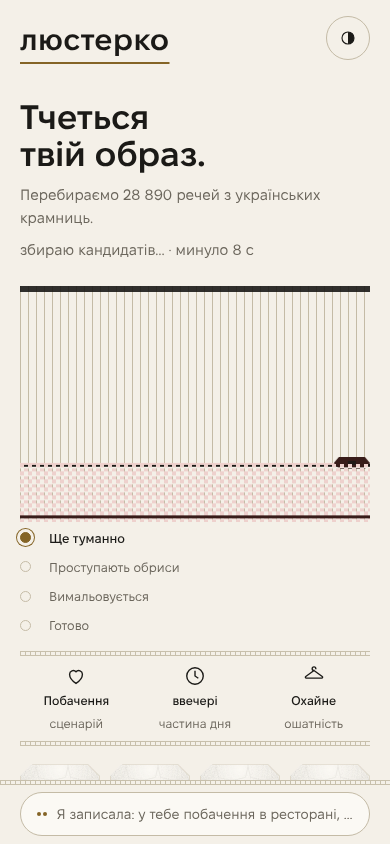 люстерко
Тчеться
твій образ.
Перебираємо 28 890 речей з українських
крамниць.
збираю кандидатів… · минуло 8 с
Ще туманно
Проступають обриси
Вимальовується
Готово
Побачення
сценарій
ввечері
частина дня
Охайне
ошатність
Я записала: у тебе побачення в ресторані, …